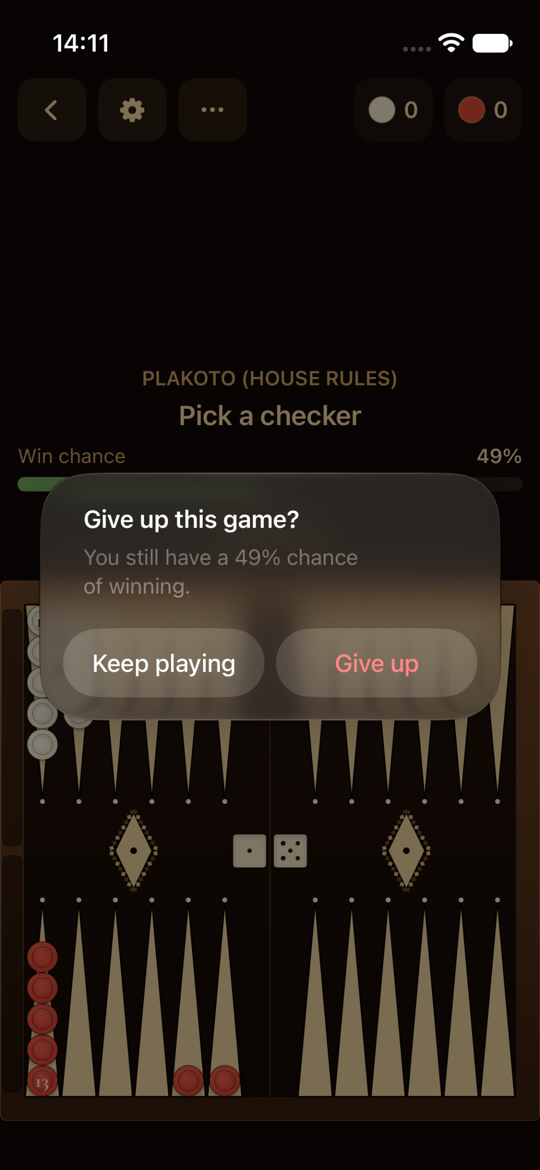 14:11
0
0
PLAKOTO (HOUSE RULES)
Pick a checker
Win chance
49%
Give up this game?
You still have a 49% chance
of winning.
Keep playing
Give up
13